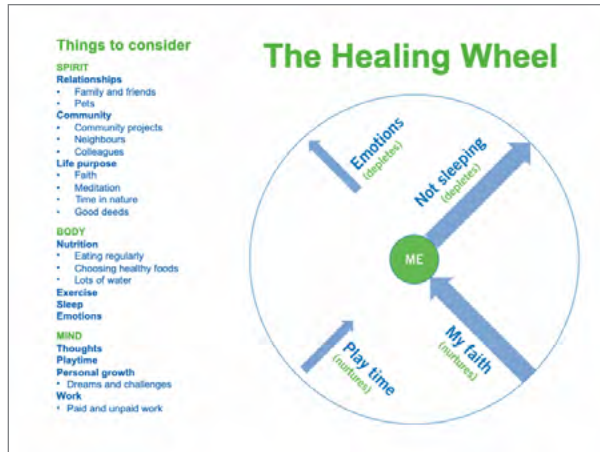 Things to consider
SPIRIT
Relationships
• Family and friends
• Pets
Community
• Community projects
• Neighbours
• Colleagues
Life purpose
• Faith
• Meditation
• Time in nature
• Good deeds
BODY
Nutrition
• Eating regularly
• Choosing healthy foods
• Lots of water
Exercise
Sleep
Emotions
MIND
Thoughts
Playtime
Personal growth
• Dreams and challenges
Work
• Paid and unpaid work
The Healing Wheel
Emotions
(depletes)
Not sleeping
(depletes)
ME
Play time
(nurtures)
My faith
(nurtures)